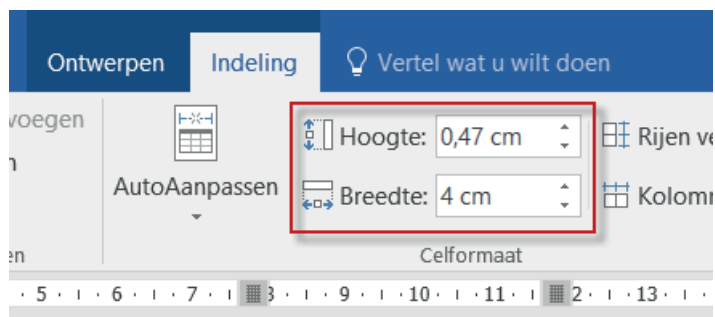 Ontwerpen Indeling Vertel wat u wilt doen
voegen Hoogte: 0,47 cm Rijen ve
AutoAanpassen Breedte: 4 cm Kolomr
en Celformaat
5 6 7 8 9 10 11 2 13